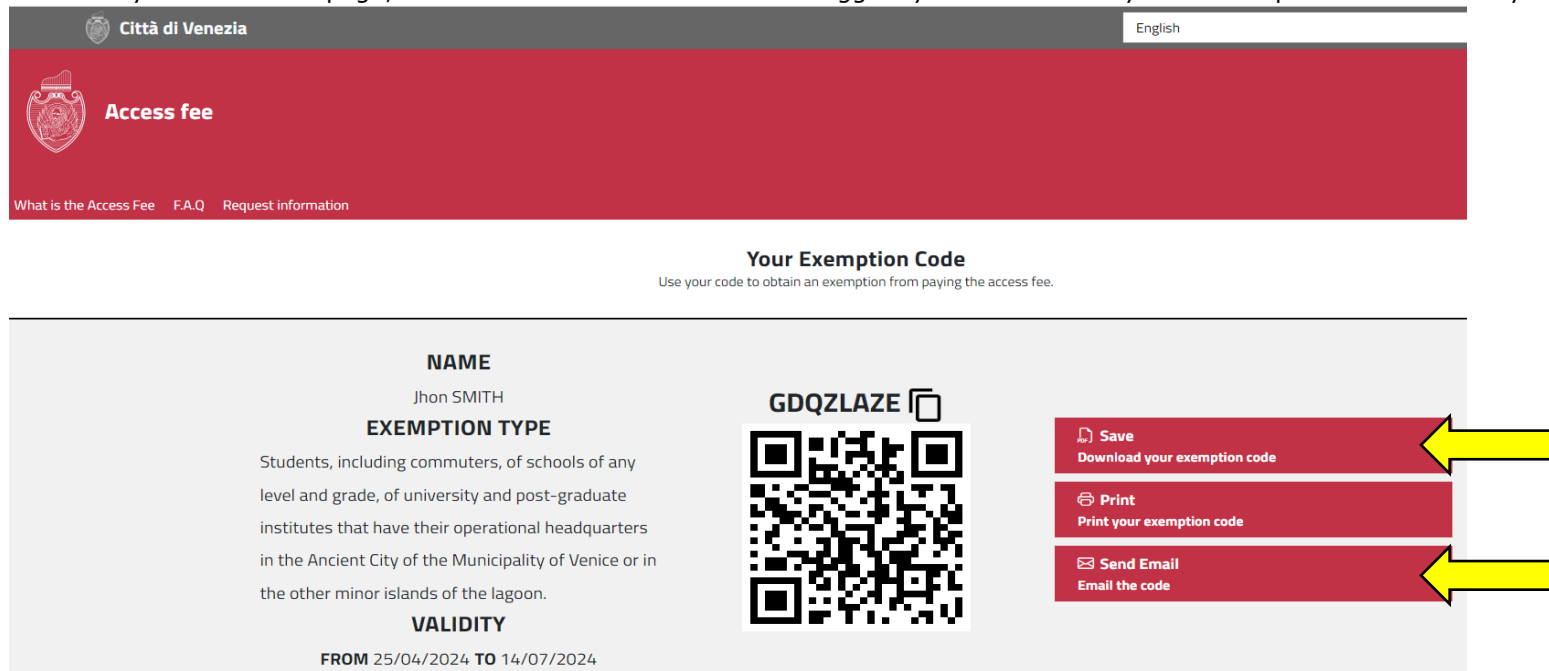 Città di Venezia
English
Access fee
What is the Access Fee F.A.Q Request information
Your Exemption Code
Use your code to obtain an exemption from paying the access fee.
NAME
Jhon SMITH
EXEMPTION TYPE
Students, including commuters, of schools of any
level and grade, of university and post-graduate
institutes that have their operational headquarters
in the Ancient City of the Municipality of Venice or in
the other minor islands of the lagoon.
VALIDITY
FROM 25/04/2024 TO 14/07/2024
GDQZLAZE
PDF Save
Download your exemption code
Print
Print your exemption code
Send Email
Email the code